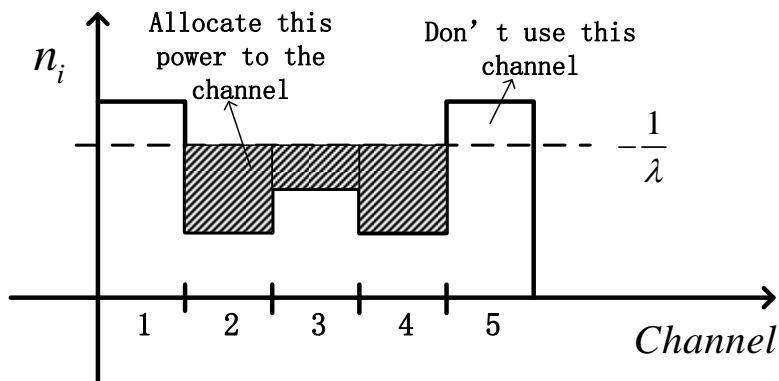 Allocate this
power to the
channel
Don't use this
channel
n_i
-1/λ
1 2 3 4 5
Channel